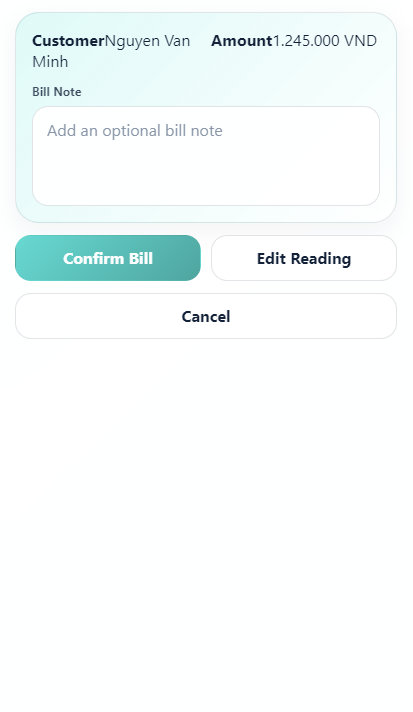 CustomerNguyen Van Minh
Amount1.245.000 VND
Bill Note
Add an optional bill note
Confirm Bill
Edit Reading
Cancel